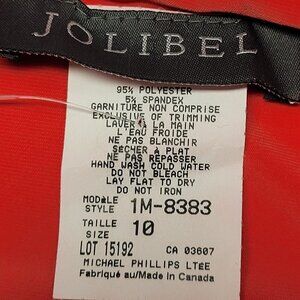 JOLIBEL
95% POLYESTER
5% SPANDEX
GARNITURE NON COMPRISE
EXCLUSIVE OF TRIMMING
LAVER À LA MAIN
L'EAU FROIDE
NE PAS BLANCHIR
SÉCHER À PLAT
NE PAS REPASSER
HAND WASH COLD WATER
DO NOT BLEACH
LAY FLAT TO DRY
DO NOT IRON
MODÈLE
STYLE 1M-8383
TAILLE
SIZE 10
LOT 15192 CA 03607
MICHAEL PHILLIPS LTÉE
Fabriqué au/Made in Canada